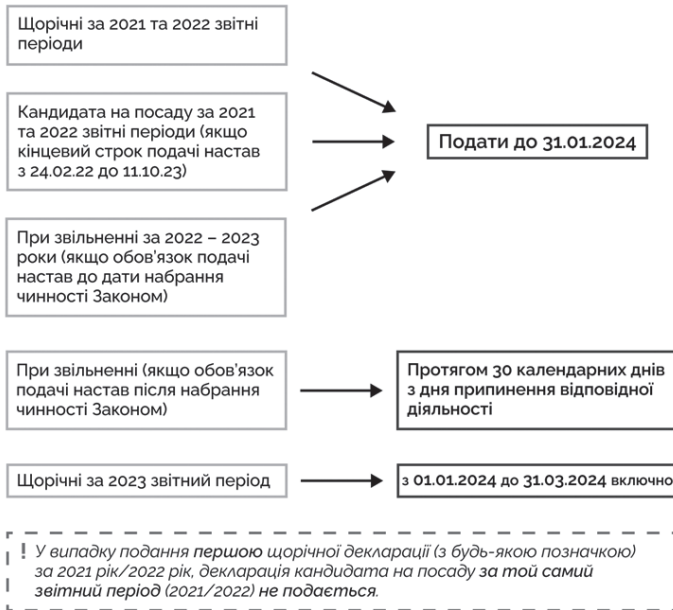 Щорічні за 2021 та 2022 звітні
періоди
Кандидата на посаду за 2021
та 2022 звітні періоди (якщо
кінцевий строк подачі настав
з 24.02.22 до 11.10.23)
Подати до 31.01.2024
При звільненні за 2022 – 2023
роки (якщо обов'язок подачі
настав до дати набрання
чинності Законом)
При звільненні (якщо обов'язок
подачі настав після набрання
чинності Законом)
Протягом 30 календарних днів
з дня припинення відповідної
діяльності
Щорічні за 2023 звітний період
з 01.01.2024 до 31.03.2024 включно
! У випадку подання першою щорічної декларації (з будь-якою позначкою)
за 2021 рік/2022 рік, декларація кандидата на посаду за той самий
звітний період (2021/2022) не подається.